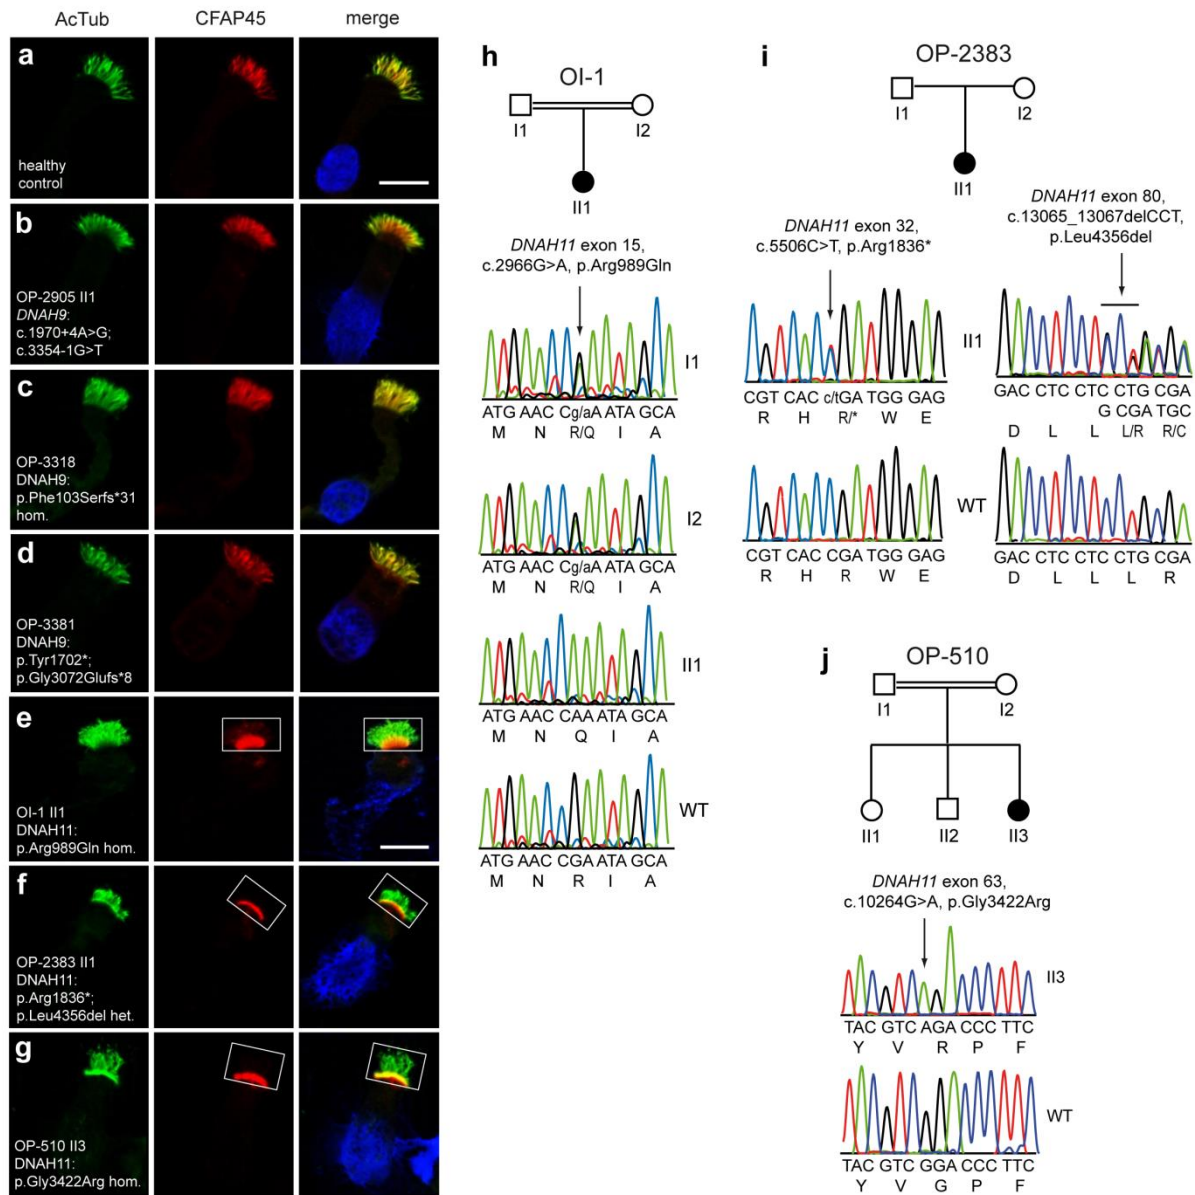 AcTub CFAP45 merge
a
healthy
control
b
OP-2905 II1
DNAH9:
c.1970+4A>G;
c.3354-1G>T
c
OP-3318
DNAH9:
p.Phe103Serfs*31
hom.
d
OP-3381
DNAH9:
p.Tyr1702*;
p.Gly3072Glufs*8
e
OI-1 II1
DNAH11:
p.Arg989Gln hom.
f
OP-2383 II1
DNAH11:
p.Arg1836*;
p.Leu4356del het.
g
OP-510 II3
DNAH11:
p.Gly3422Arg hom.
h
OI-1
I1 I2
II1
DNAH11 exon 15,
c.2966G>A, p.Arg989Gln
I1
ATG AAC Cg/aA ATA GCA
M N R/Q I A
I2
ATG AAC Cg/aA ATA GCA
M N R/Q I A
II1
ATG AAC CAA ATA GCA
M N Q I A
WT
ATG AAC CGA ATA GCA
M N R I A
i
OP-2383
I1 I2
II1
DNAH11 exon 32,
c.5506C>T, p.Arg1836*
DNAH11 exon 80,
c.13065_13067delCCT,
p.Leu4356del
II1
CGT CAC c/tGA TGG GAG
R H R/* W E
GAC CTC CTC CTG CGA
G CGA TGC
D L L L/R R/C
WT
CGT CAC CGA TGG GAG
R H R W E
GAC CTC CTC CTG CGA
D L L L R
j
OP-510
I1 I2
II1 II2 II3
DNAH11 exon 63,
c.10264G>A, p.Gly3422Arg
II3
TAC GTC AGA CCC TTC
Y V R P F
WT
TAC GTC GGA CCC TTC
Y V G P F